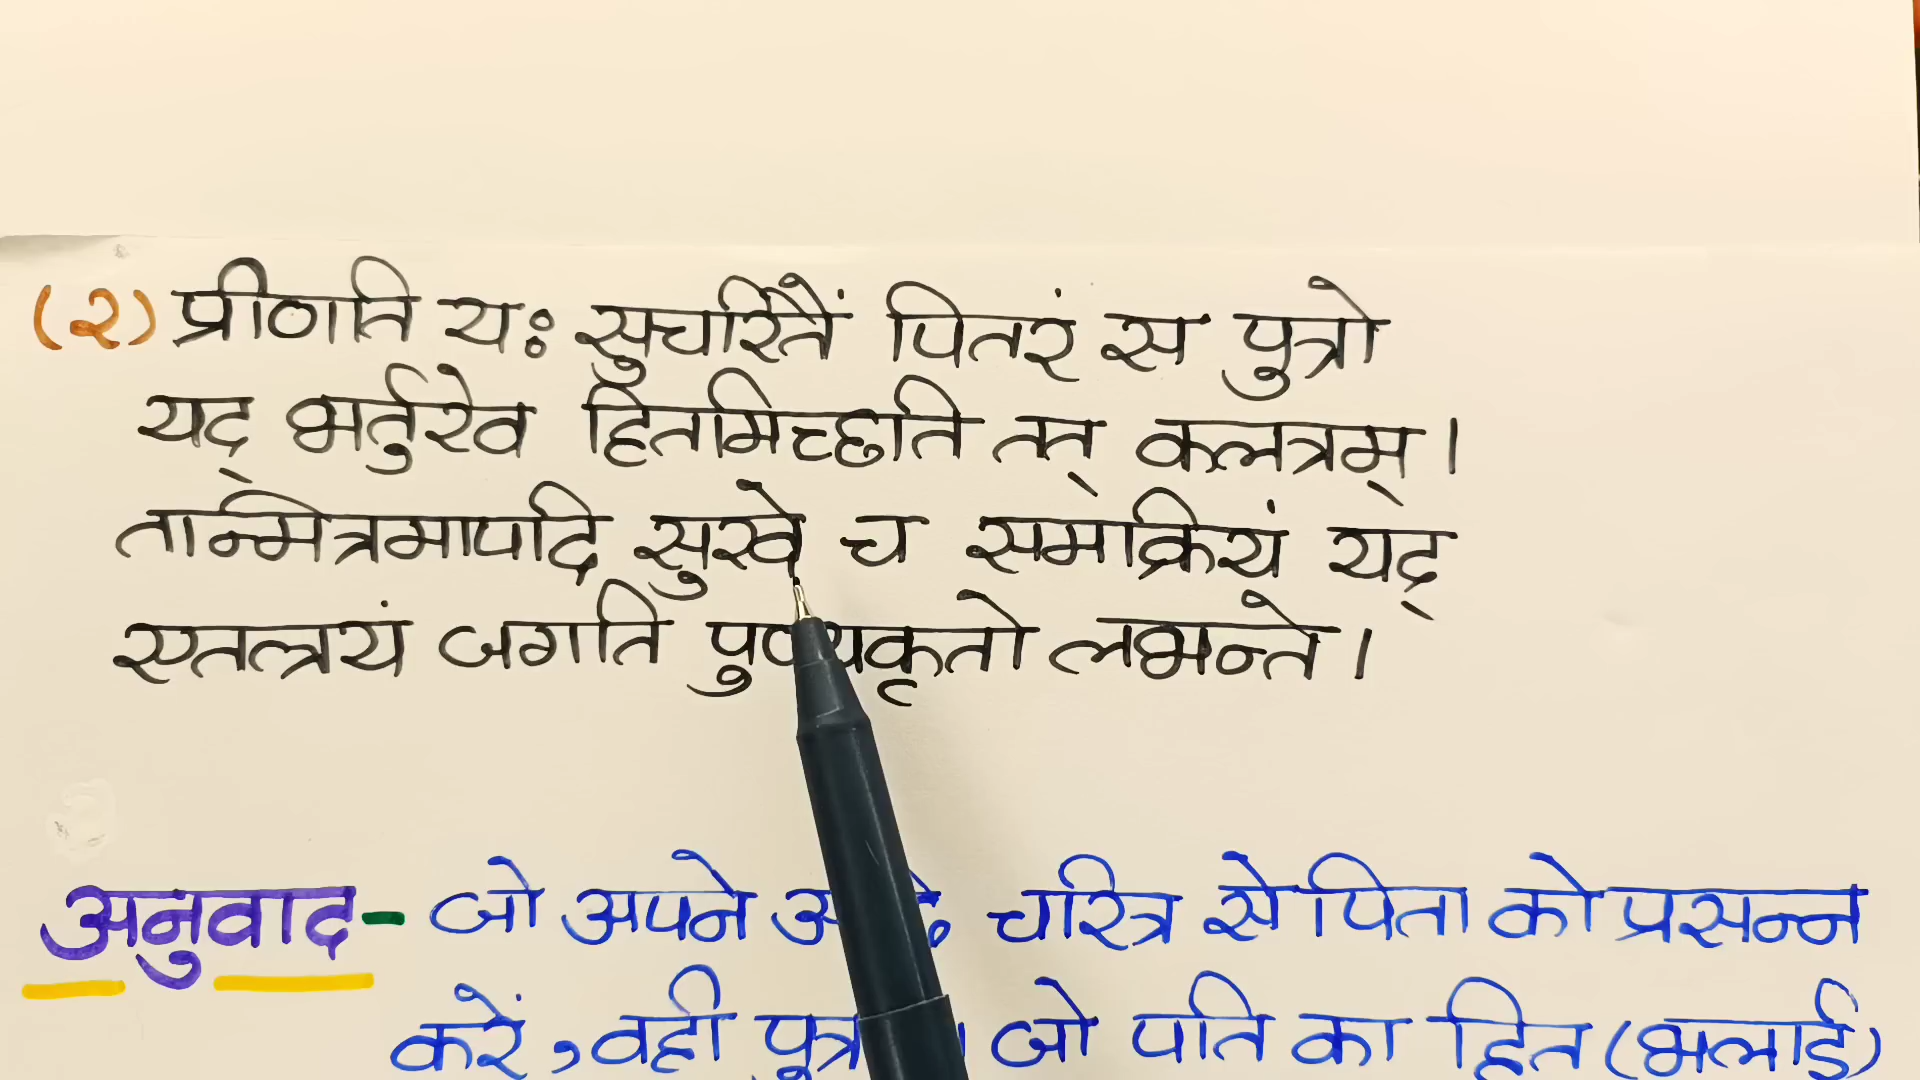 (२) प्रीणाति यः सुचरितैं पितरं स पुत्रो
यद् भर्तुरेव हितमिच्छति तत् कलत्रम्।
तान्मित्रमापदि सुखे च समक्रियं यद्
एतत्त्रयं जगति पुण्यकृतो लभन्ते।
अनुवाद- जो अपने चरित्र से पिता को प्रसन्न
करें, वही पुत्र जो पति का हित (भलाई)